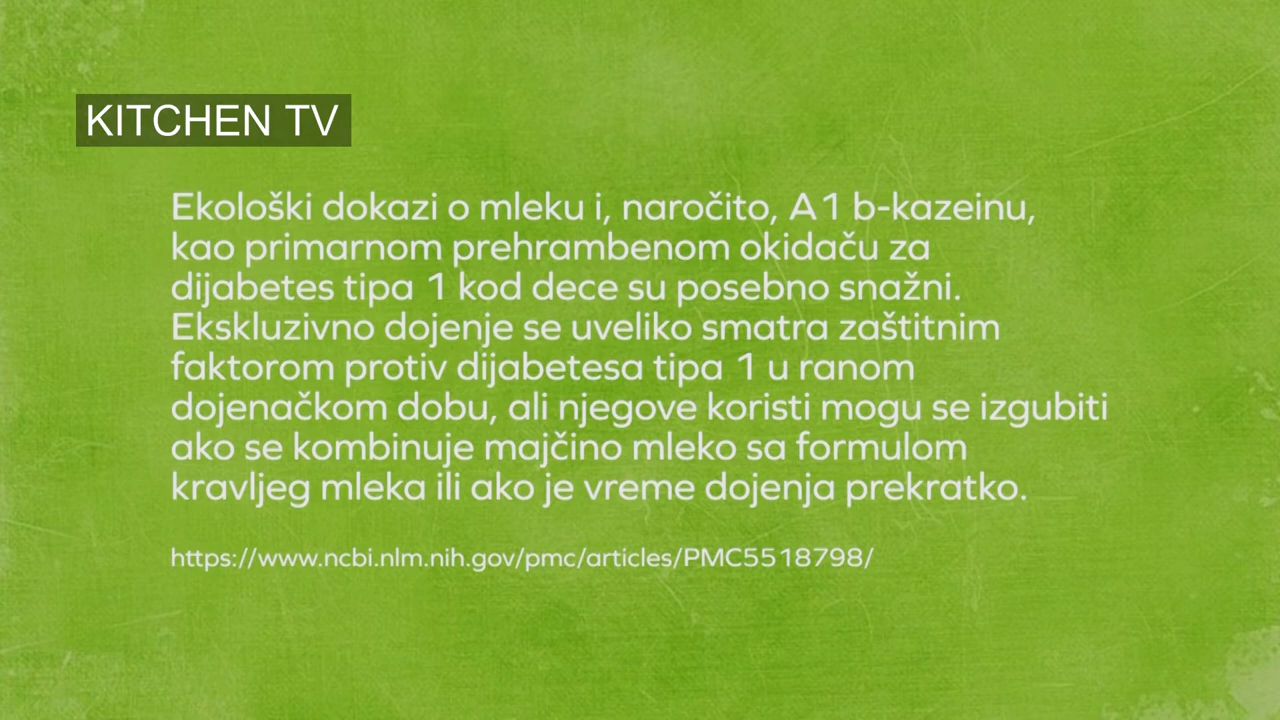 KITCHEN TV
Ekološki dokazi o mleku i, naročito, A1 b-kazeinu,
kao primarnom prehrambenom okidaču za
dijabetes tipa 1 kod dece su posebno snažni.
Ekskluzivno dojenje se uveliko smatra zaštitnim
faktorom protiv dijabetesa tipa 1 u ranom
dojenačkom dobu, ali njegove koristi mogu se izgubiti
ako se kombinuje majčino mleko sa formulom
kravljeg mleka ili ako je vreme dojenja prekratko.
https://www.ncbi.nlm.nih.gov/pmc/articles/PMC5518798/